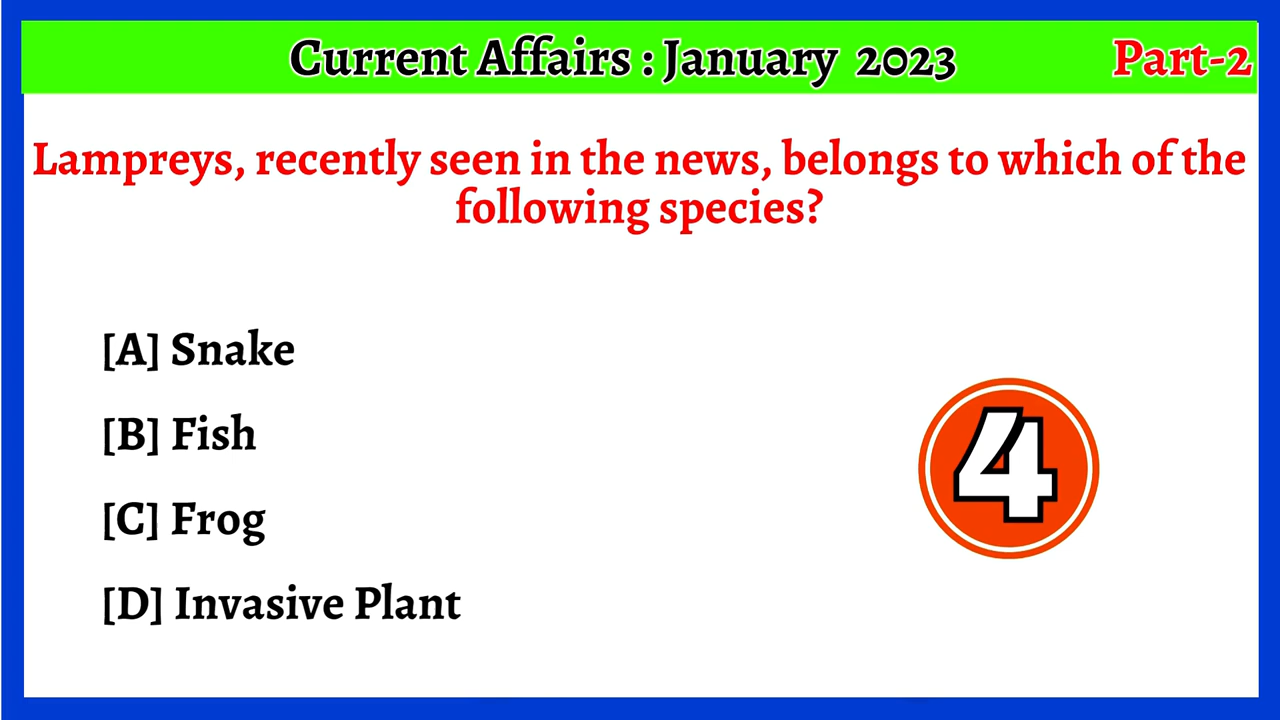 Current Affairs : January 2023 Part-2
Lampreys, recently seen in the news, belongs to which of the
following species?
[A] Snake
[B] Fish
[C] Frog
[D] Invasive Plant
4